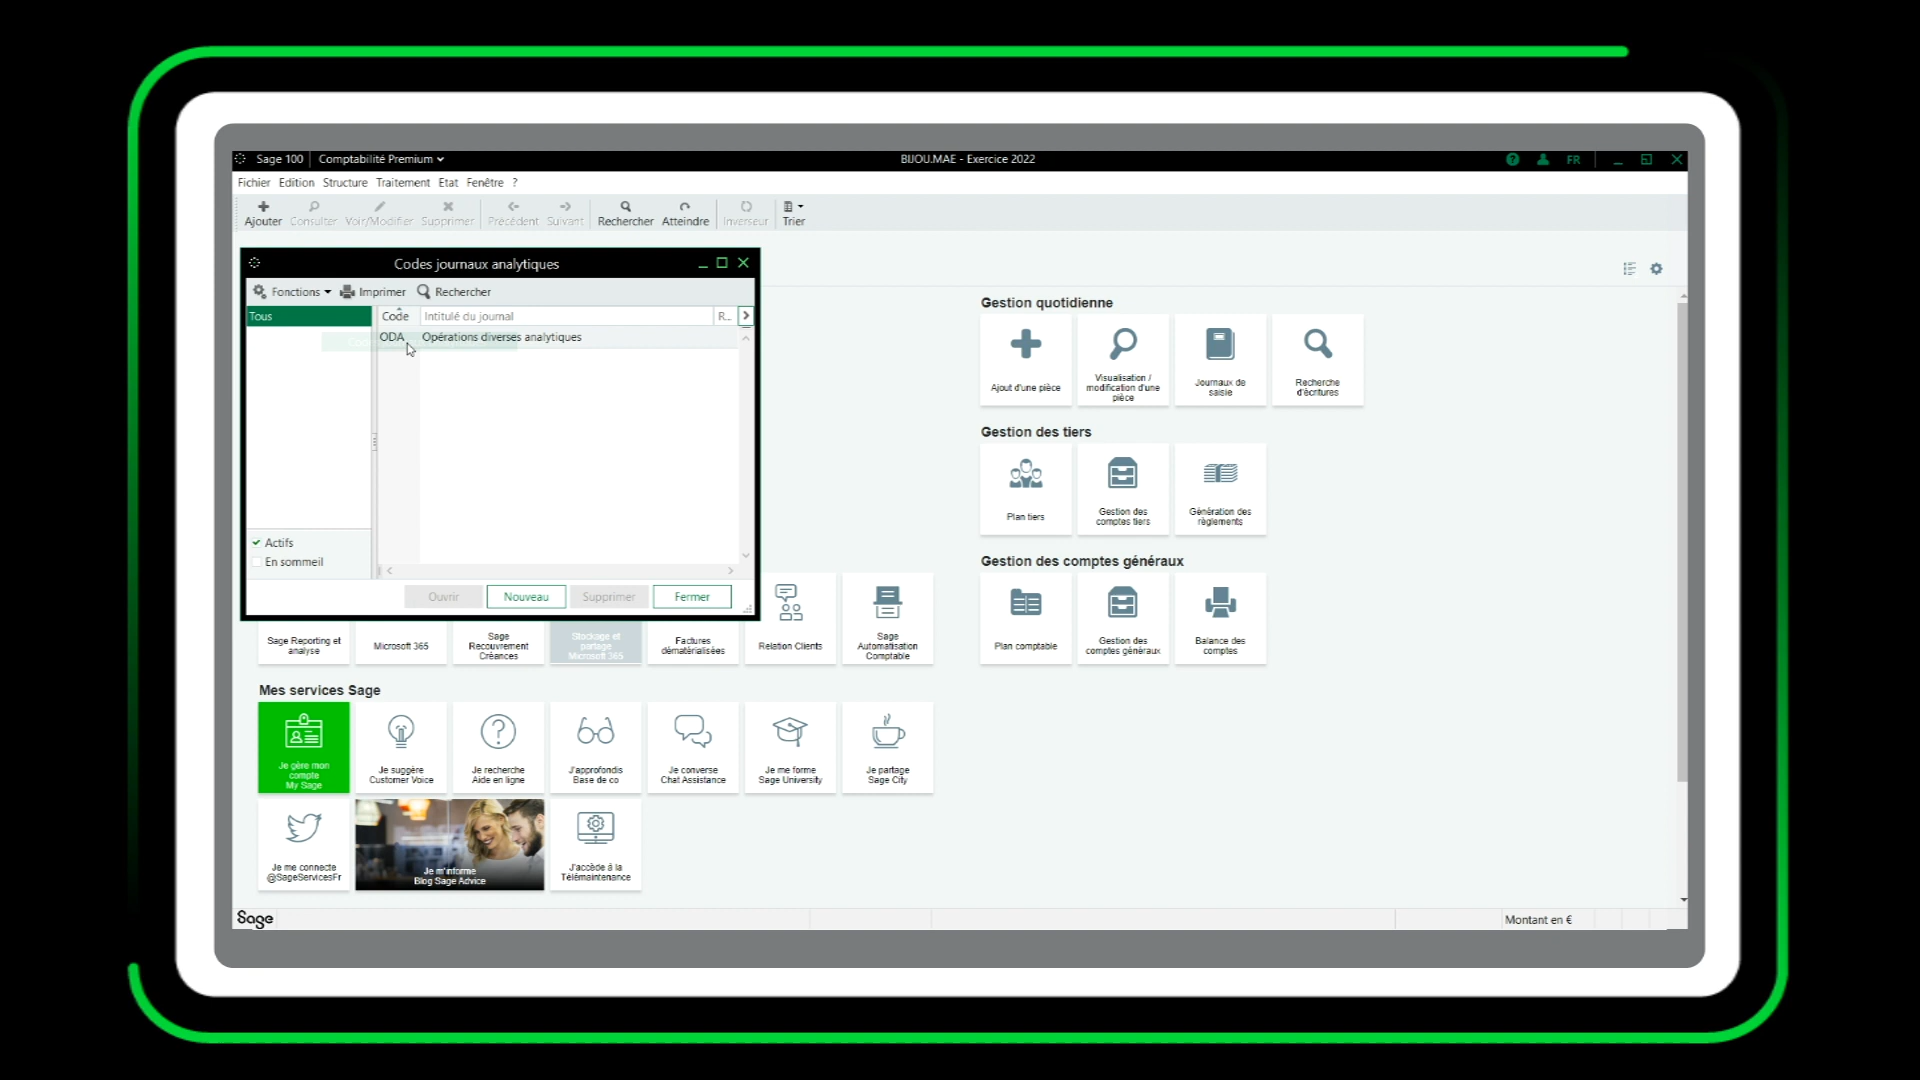 Sage 100 Comptabilité Premium BIJOU.MAE - Exercice 2022 FR
Fichier Edition Structure Traitement Etat Fenêtre ?
Ajouter Consulter Voir/Modifier Supprimer Précédent Suivant Rechercher Atteindre Inverseur Trier
Codes journaux analytiques
Fonctions Imprimer Rechercher
Tous Code Intitulé du journal R...
ODA Opérations diverses analytiques
Actifs
En sommeil
Ouvrir Nouveau Supprimer Fermer
Gestion quotidienne
Ajout d'une pièce
Visualisation /
modification d'une
pièce
Journaux de
saisie
Recherche
d'écritures
Gestion des tiers
Plan tiers
Gestion des
comptes tiers
Génération des
règlements
Gestion des comptes généraux
Plan comptable
Gestion des
comptes généraux
Balance des
comptes
Sage Reporting et
analyse
Microsoft 365
Sage
Recouvrement
Créances
Stockage et
partage
Microsoft 365
Factures
dématérialisées
Relation Clients
Sage
Automatisation
Comptable
Mes services Sage
Je gère mon
compte
My Sage
Je suggère
Customer Voice
Je recherche
Aide en ligne
J'approfondis
Base de co
Je converse
Chat Assistance
Je me forme
Sage University
Je partage
Sage City
Je me connecte
@SageServicesFr
Je m'informe
Blog Sage Advice
J'accède à la
Télémaintenance
Sage
Montant en €